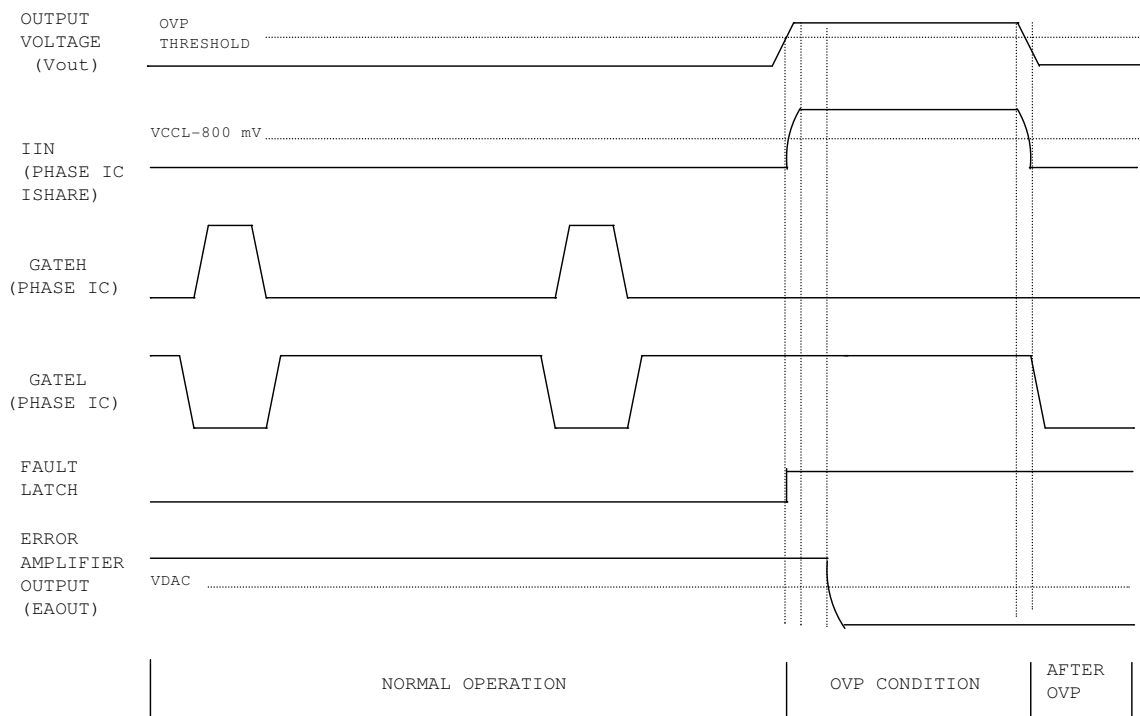 OUTPUT
VOLTAGE
(Vout)
OVP
THRESHOLD
VCCL-800 mV
IIN
(PHASE IC
ISHARE)
GATEH
(PHASE IC)
GATEL
(PHASE IC)
FAULT
LATCH
ERROR
AMPLIFIER
OUTPUT
(EAOUT)
VDAC
NORMAL OPERATION
OVP CONDITION
AFTER
OVP